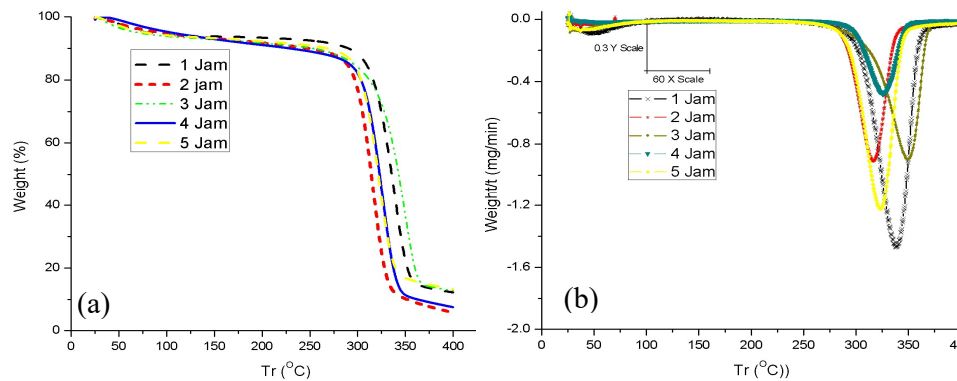 (a)
100
80
60
40
20
0
Weight (%)
0
50
100
150
200
250
300
350
400
Tr (°C)
1 Jam
2 jam
3 Jam
4 Jam
5 Jam
(b)
0.0
-0.4
-0.8
-1.2
-1.6
-2.0
Weight/t (mg/min)
0
50
100
150
200
250
300
350
400
Tr (°C))
0.3 Y Scale
60 X Scale
1 Jam
2 Jam
3 Jam
4 Jam
5 Jam